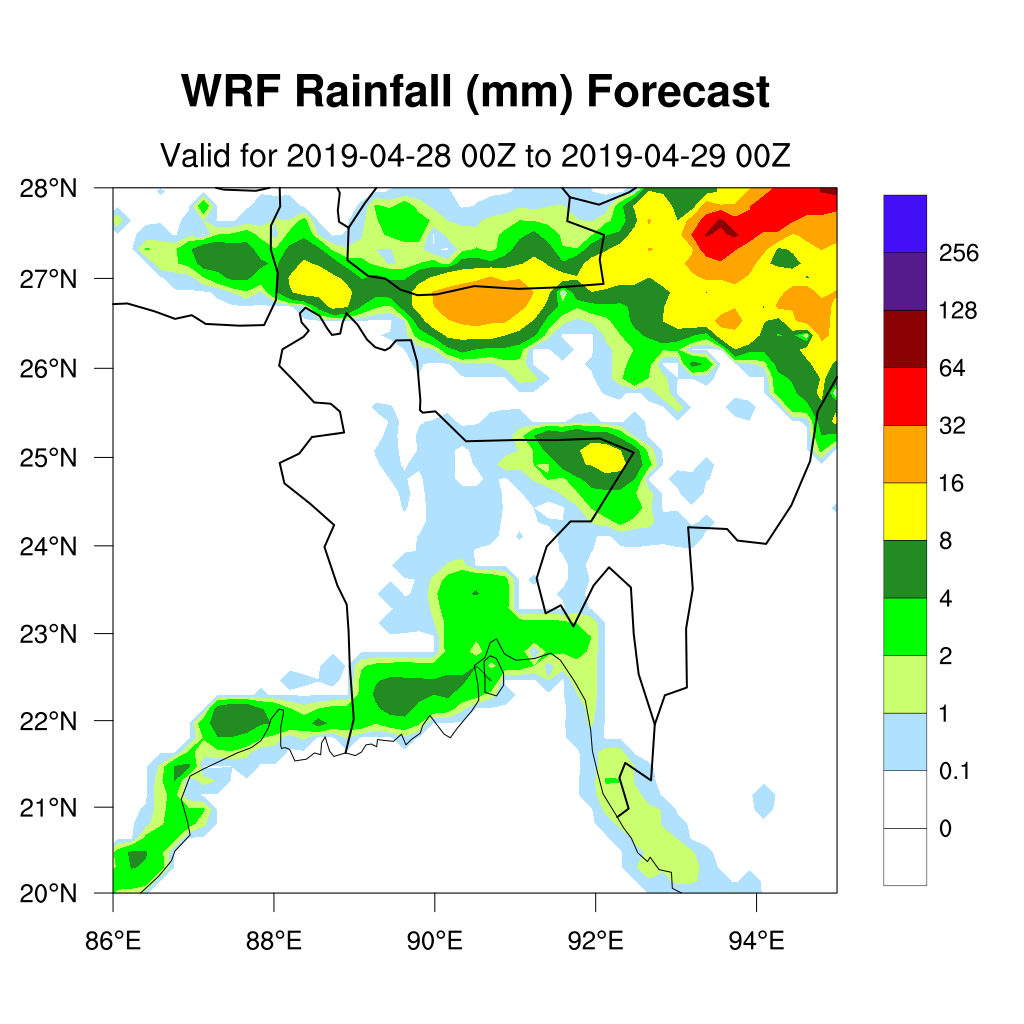 WRF Rainfall (mm) Forecast
Valid for 2019-04-28 00Z to 2019-04-29 00Z
28°N
27°N
26°N
25°N
24°N
23°N
22°N
21°N
20°N
86°E 88°E 90°E 92°E 94°E
256
128
64
32
16
8
4
2
1
0.1
0